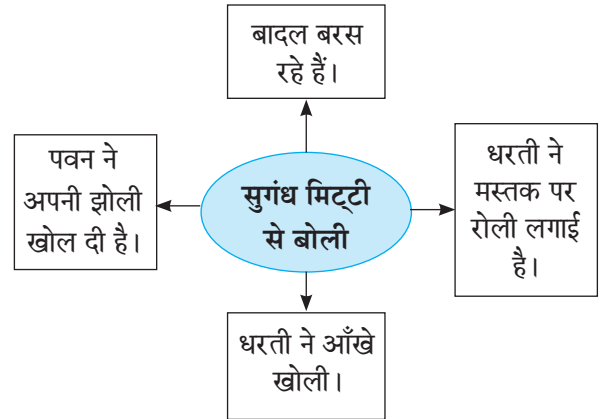 बादल बरस
रहे हैं।
पवन ने
अपनी झोली
खोल दी है।
सुगंध मिट्‌टी
से बोली
धरती ने
मस्तक पर
रोली लगाई
है।
धरती ने आँखे
खोली।